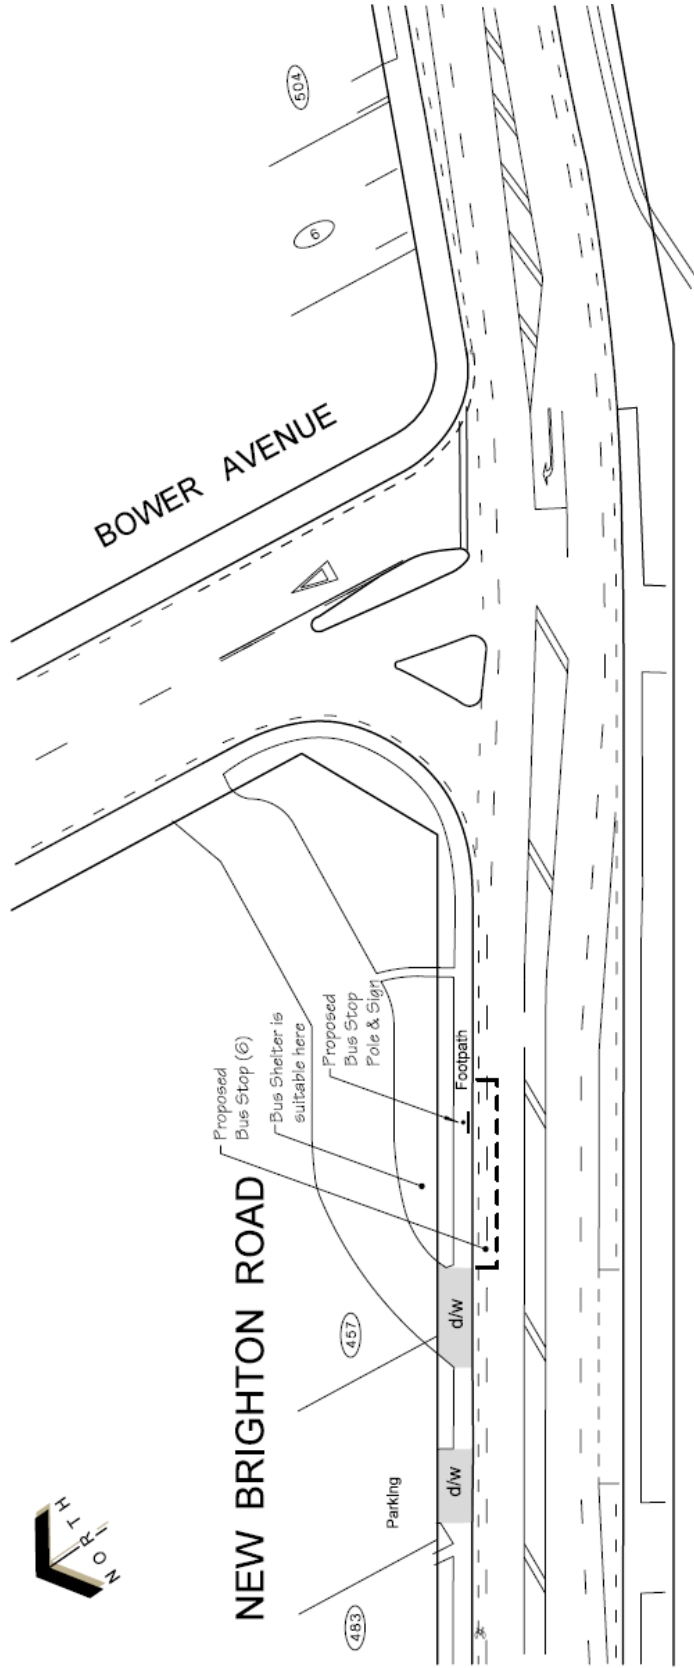 504
6
BOWER AVENUE
Proposed
Bus Stop (6)
Bus Shelter is
suitable here
Proposed
Bus Stop
Pole & Sign
Footpath
NEW BRIGHTON ROAD
457
d/w
Parking
d/w
483
NORTH